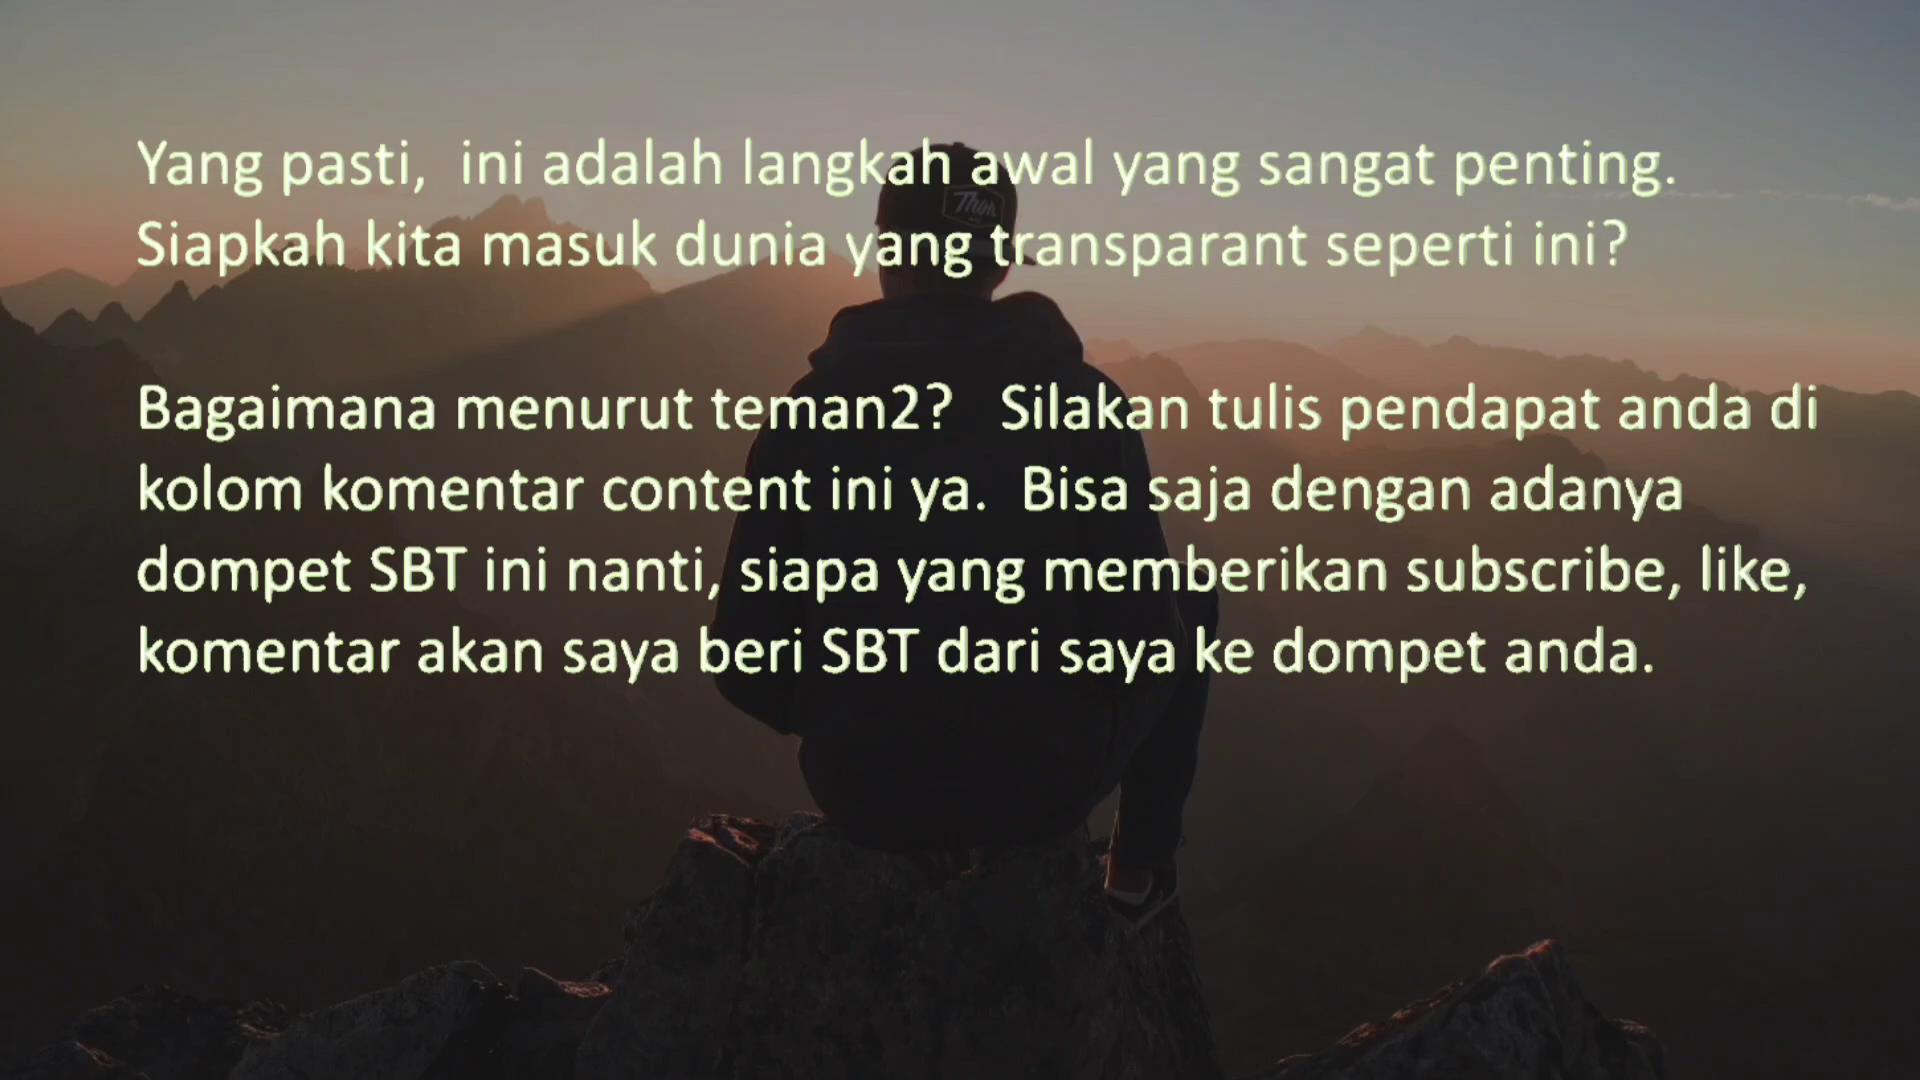 Yang pasti,  ini adalah langkah awal yang sangat penting.
Thon
Siapkah kita masuk dunia yang transparant seperti ini?
Bagaimana menurut teman2?   Silakan tulis pendapat anda di
kolom komentar content ini ya.  Bisa saja dengan adanya
dompet SBT ini nanti, siapa yang memberikan subscribe, like,
komentar akan saya beri SBT dari saya ke dompet anda.